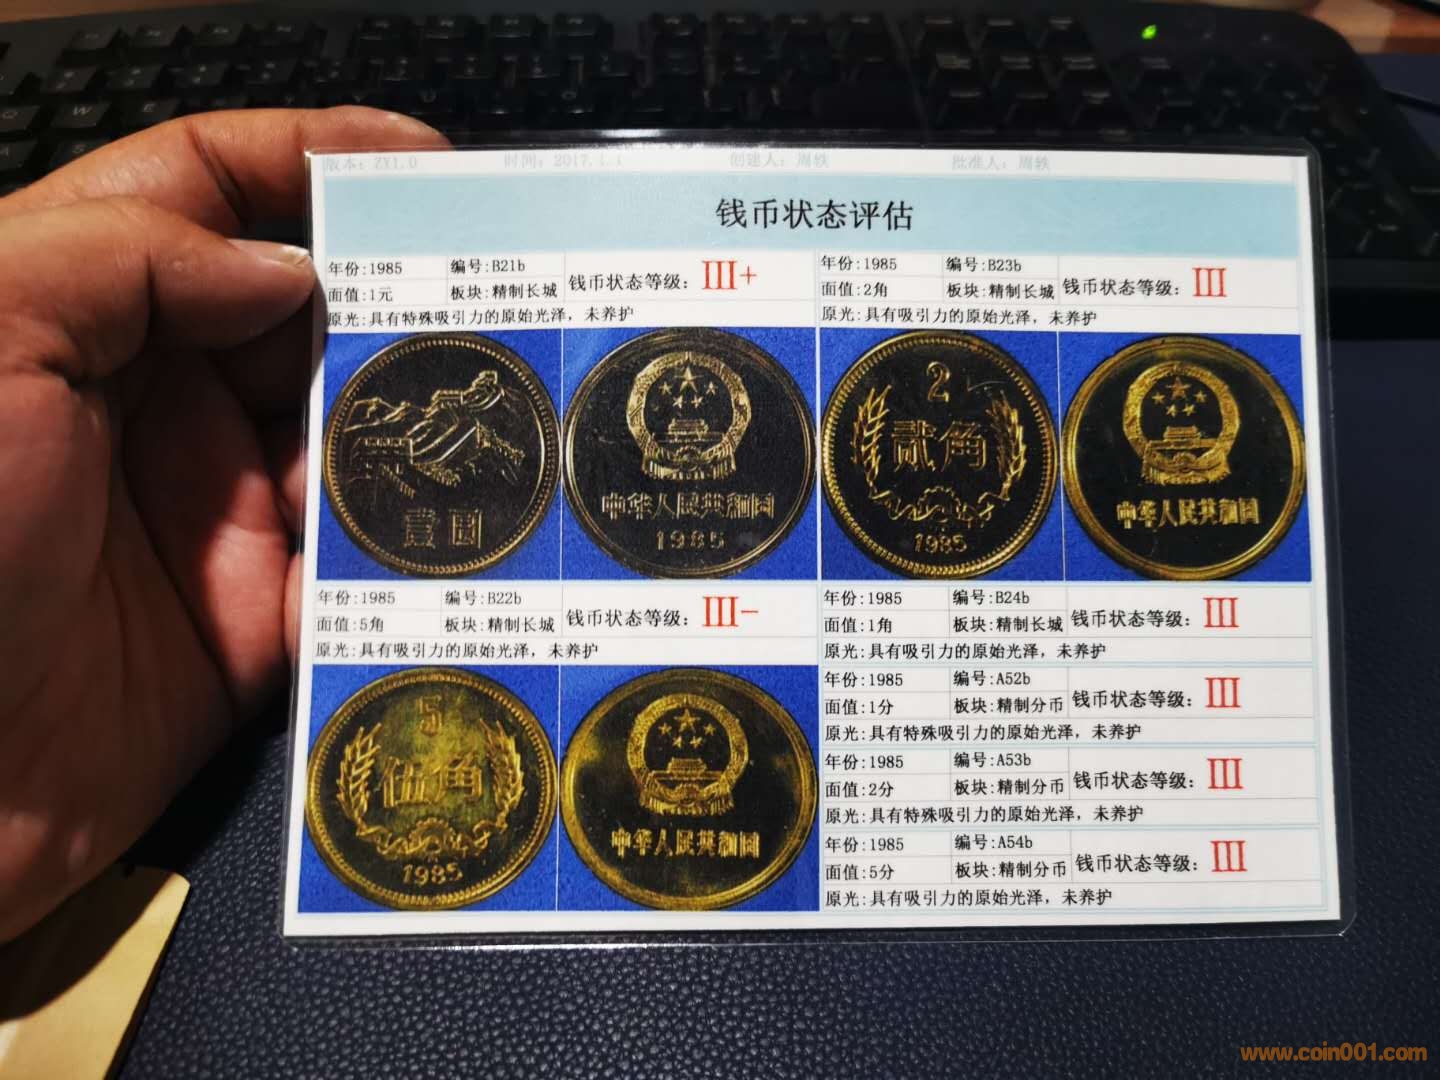 版本: ZY1.0 时间: 2017.1.1 创建人: 周轶 批准人: 周轶
钱币状态评估
年份:1985 编号:B21b 钱币状态等级: III+
面值:1元 板块:精制长城
原光:具有特殊吸引力的原始光泽，未养护
壹圆
中华人民共和国
1985
年份:1985 编号:B23b 钱币状态等级: III
面值:2角 板块:精制长城
原光:具有吸引力的原始光泽，未养护
2
贰角
1985
中华人民共和国
年份:1985 编号:B22b 钱币状态等级: III-
面值:5角 板块:精制长城
原光:具有吸引力的原始光泽，未养护
5
伍角
1985
中华人民共和国
年份:1985 编号:B24b 钱币状态等级: III
面值:1角 板块:精制长城
原光:具有吸引力的原始光泽，未养护
年份:1985 编号:A52b 钱币状态等级: III
面值:1分 板块:精制分币
原光:具有特殊吸引力的原始光泽，未养护
年份:1985 编号:A53b 钱币状态等级: III
面值:2分 板块:精制分币
原光:具有特殊吸引力的原始光泽，未养护
年份:1985 编号:A54b 钱币状态等级: III
面值:5分 板块:精制分币
原光:具有吸引力的原始光泽，未养护
www.coin001.com